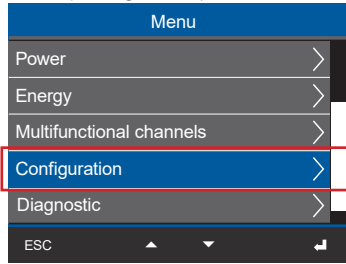 Menu
Power
Energy
Multifunctional channels
Configuration
Diagnostic
ESC